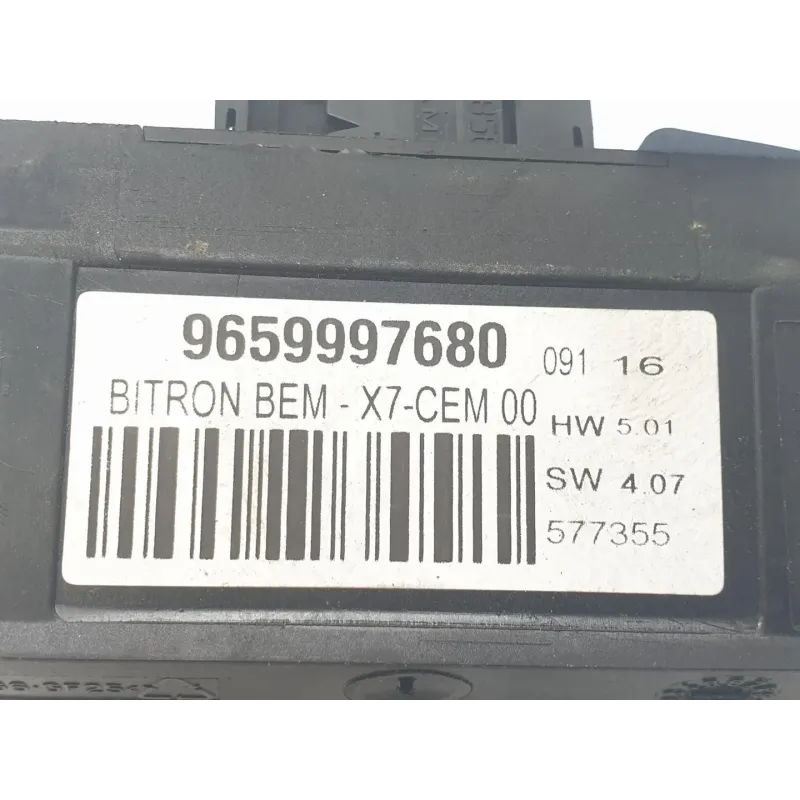 9659997680 091 16
BITRON BEM - X7-CEM 00
HW 5.01
SW 4.07
577355